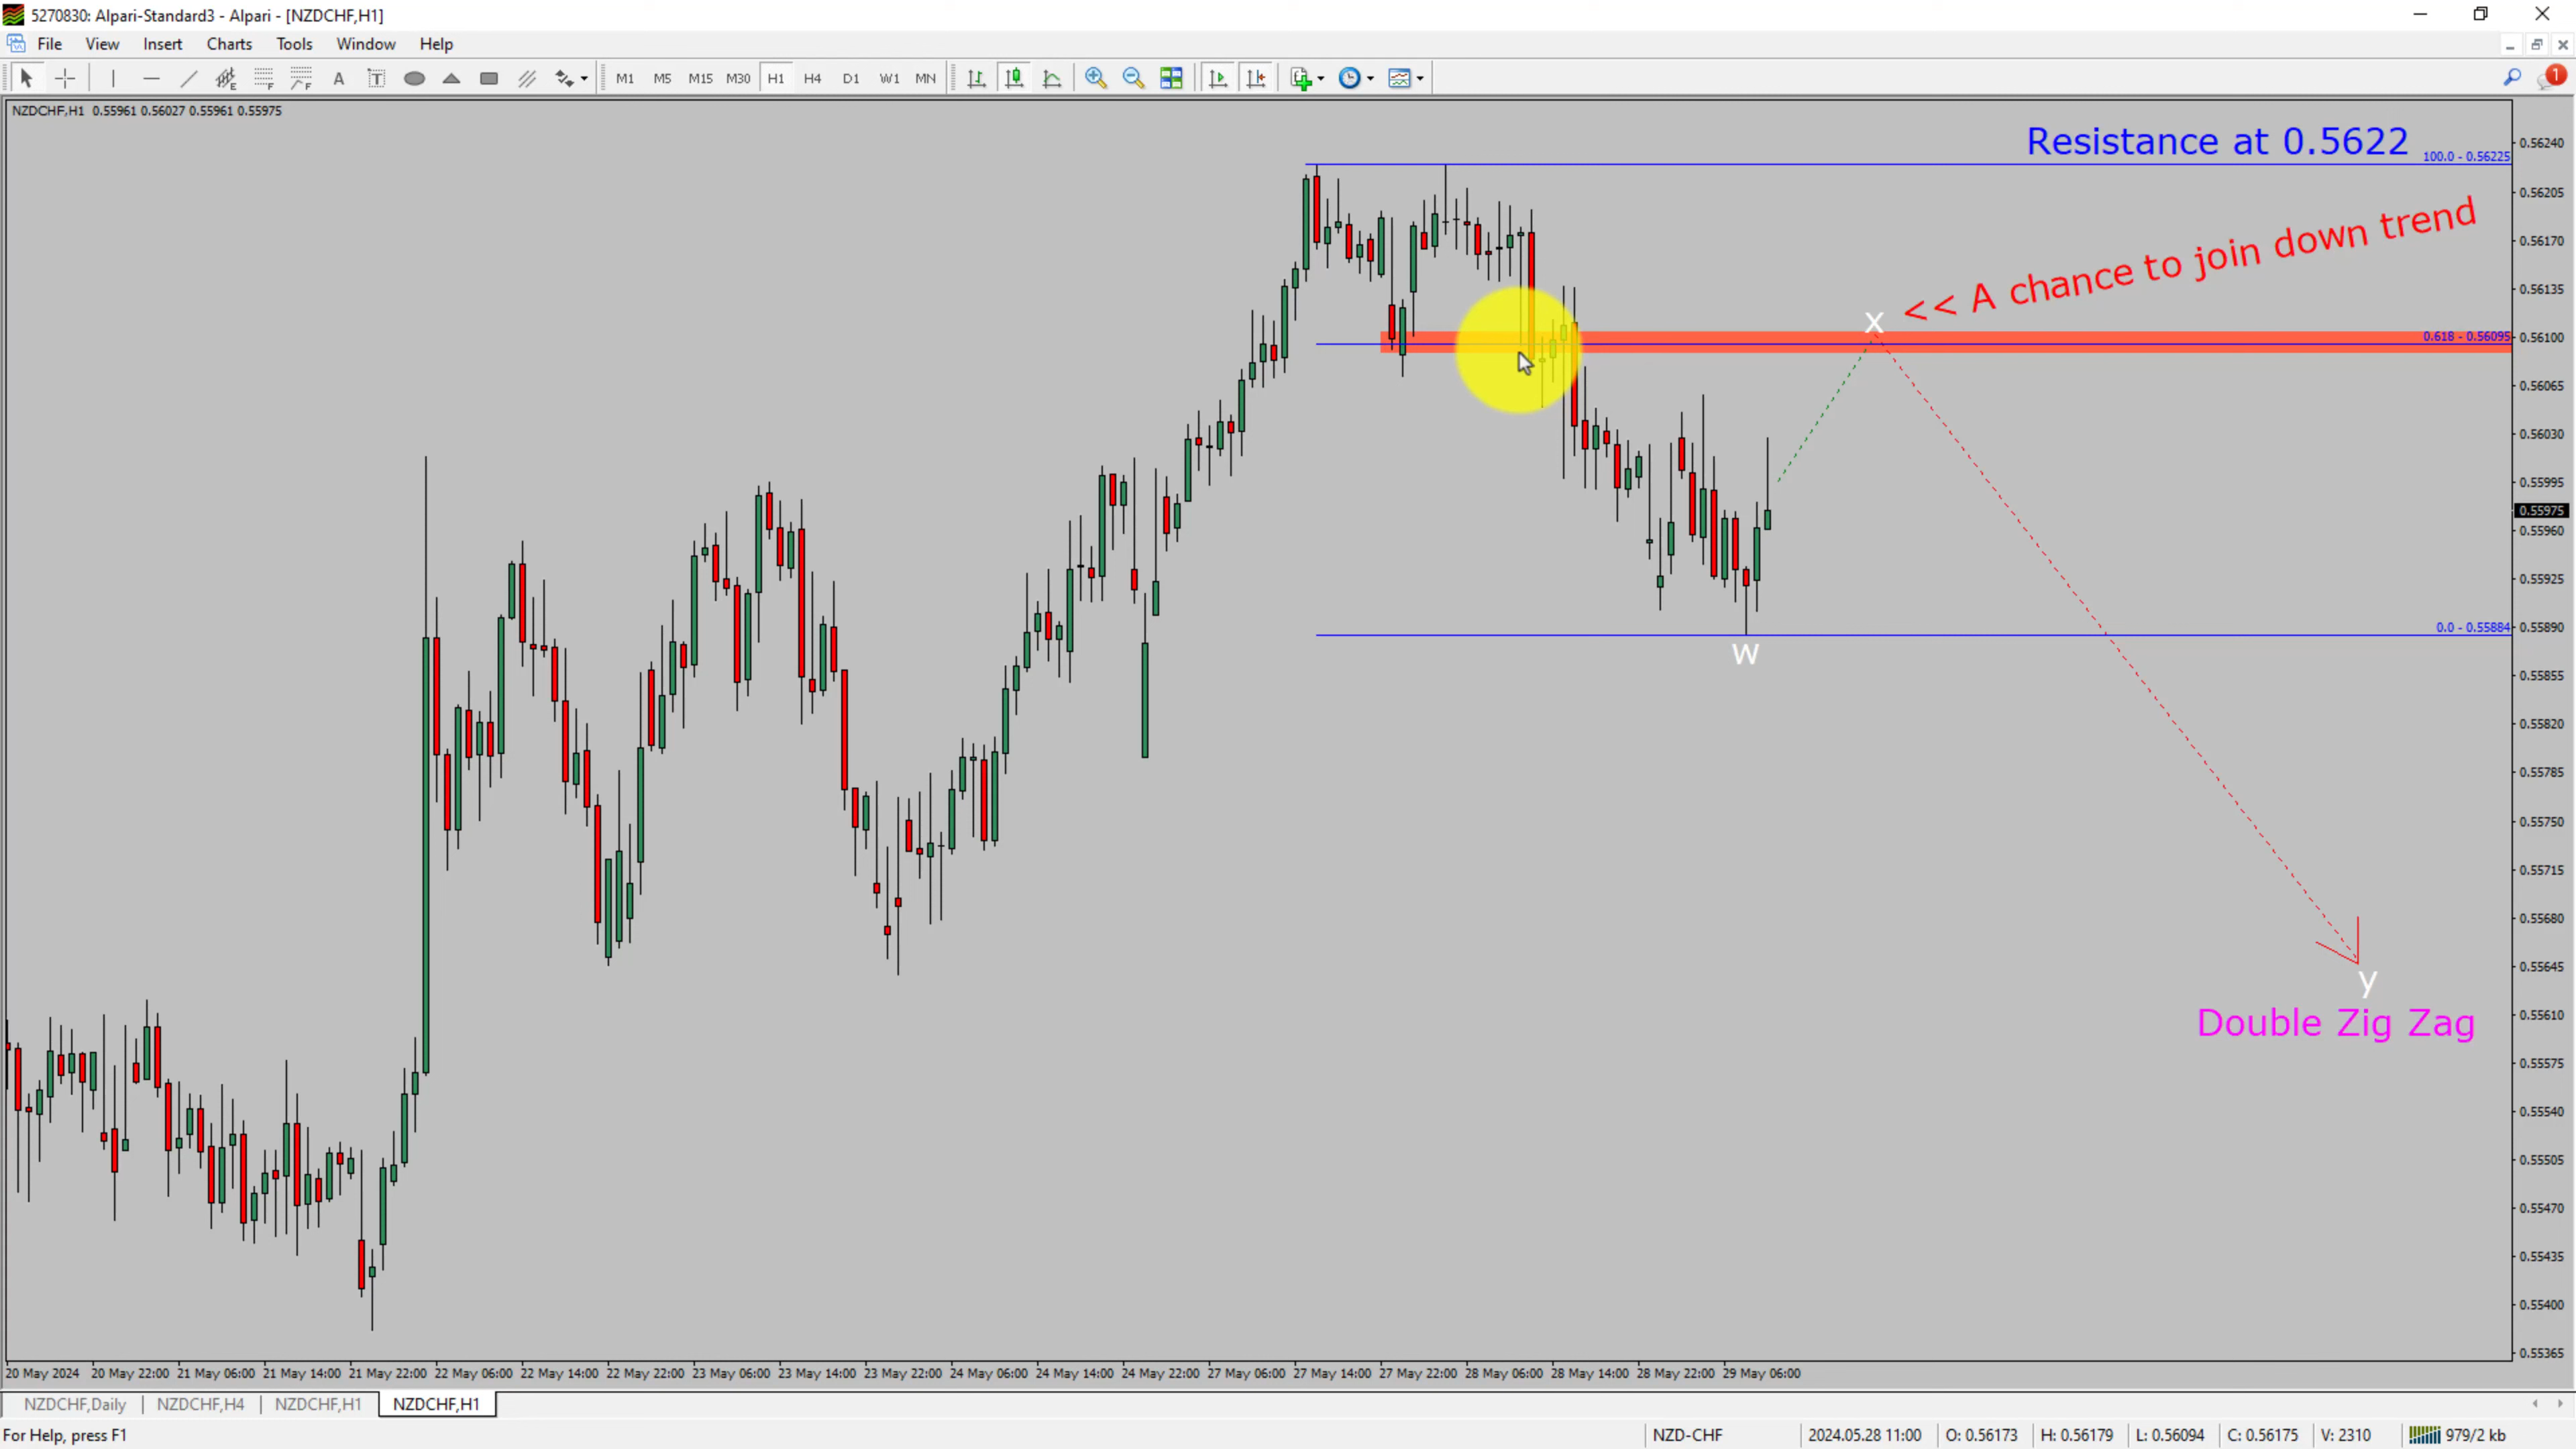 5270830: Alpari-Standard3 - Alpari - [NZDCHF,H1]
File View Insert Charts Tools Window Help
A T M1 M5 M15 M30 H1 H4 D1 W1 MN 1
NZDCHF,H1 0.55961 0.56027 0.55961 0.55975
Resistance at 0.5622
100.0 - 0.56225
<< A chance to join down trend
x
0.618 - 0.56095
0.0 - 0.55884
w
y
Double Zig Zag
0.56240
0.56205
0.56170
0.56135
0.56100
0.56065
0.56030
0.55995
0.55975
0.55960
0.55925
0.55890
0.55855
0.55820
0.55785
0.55750
0.55715
0.55680
0.55645
0.55610
0.55575
0.55540
0.55505
0.55470
0.55435
0.55400
0.55365
20 May 2024 20 May 22:00 21 May 06:00 21 May 14:00 21 May 22:00 22 May 06:00 22 May 14:00 22 May 22:00 23 May 06:00 23 May 14:00 23 May 22:00 24 May 06:00 24 May 14:00 24 May 22:00 27 May 06:00 27 May 14:00 27 May 22:00 28 May 06:00 28 May 14:00 28 May 22:00 29 May 06:00
NZDCHF,Daily NZDCHF,H4 NZDCHF,H1 NZDCHF,H1
For Help, press F1 NZD-CHF 2024.05.28 11:00 O: 0.56173 H: 0.56179 L: 0.56094 C: 0.56175 V: 2310 979/2 kb